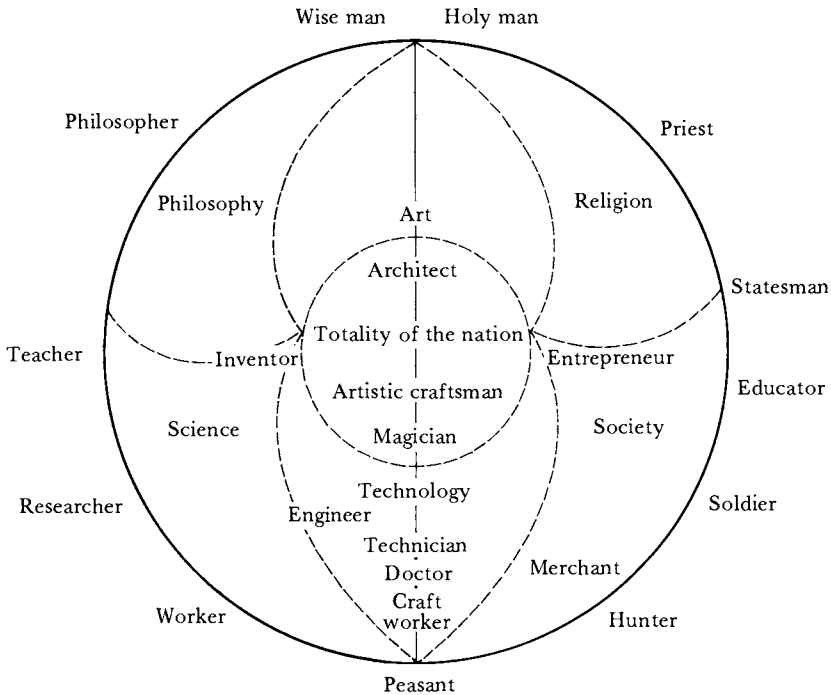 Wise man
Holy man
Philosopher
Priest
Philosophy
Religion
Art
Architect
Statesman
Totality of the nation
Teacher
Inventor
Entrepreneur
Educator
Artistic craftsman
Science
Magician
Society
Technology
Researcher
Engineer
Soldier
Technician
Doctor
Merchant
Craft
worker
Worker
Hunter
Peasant